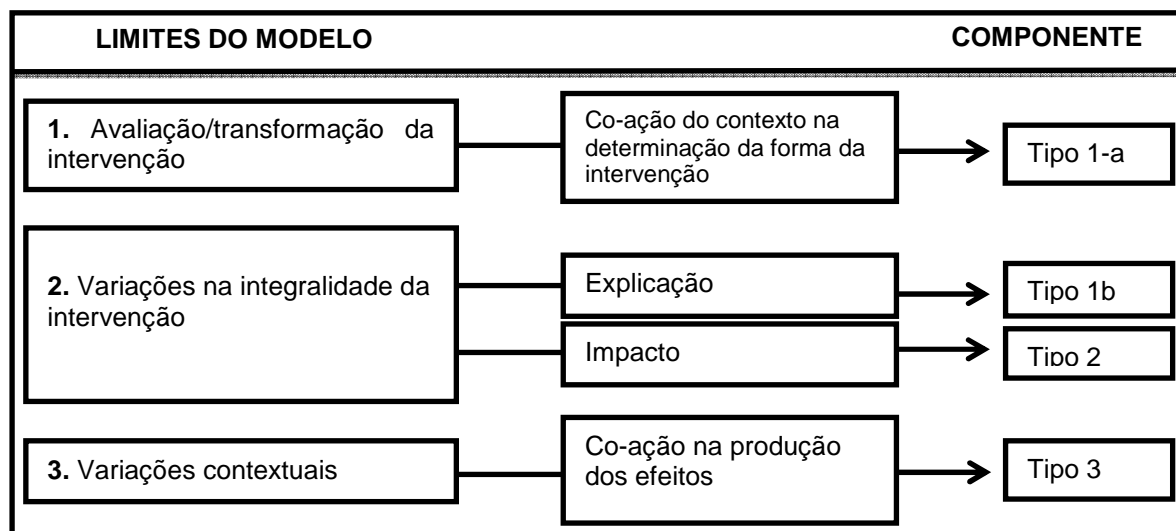 LIMITES DO MODELO
COMPONENTE
1. Avaliação/transformação da
intervenção
Co-ação do contexto na
determinação da forma da
intervenção
Tipo 1-a
2. Variações na integralidade da
intervenção
Explicação
Tipo 1b
Impacto
Tipo 2
3. Variações contextuais
Co-ação na produção
dos efeitos
Tipo 3